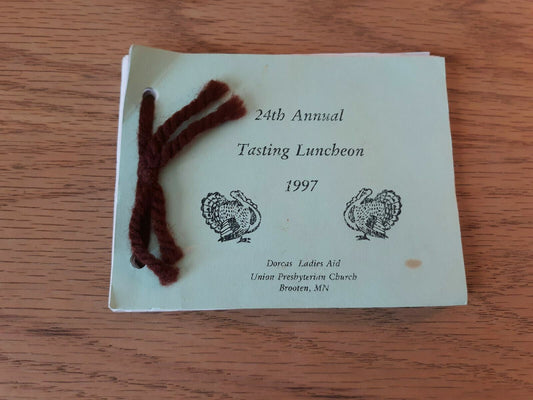 24th Annual
Tasting Luncheon
1997
Dorcas Ladies Aid
Union Presbyterian Church
Brooten, MN